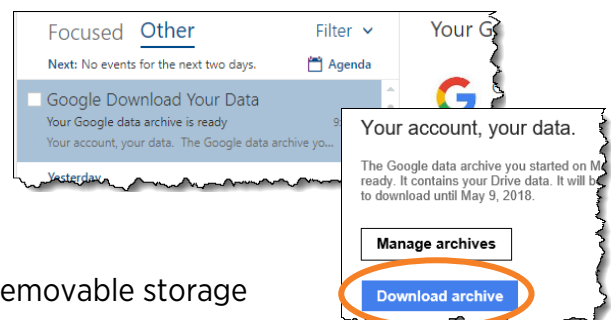 Focused Other Filter
Next: No events for the next two days. Agenda
Google Download Your Data
Your Google data archive is ready
Your account, your data. The Google data archive yo...
Yesterday
Your
Your account, your data.
The Google data archive you started on
ready. It contains your Drive data. It will
to download until May 9, 2018.
Manage archives
Download archive
emovable storage